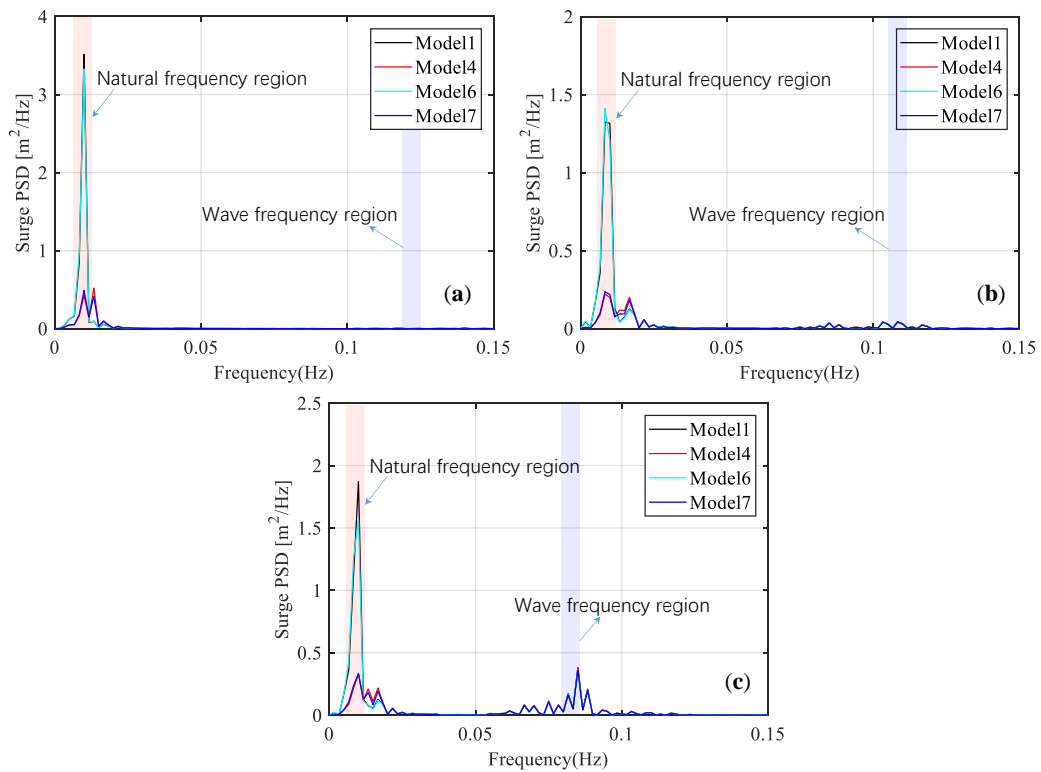 4
3
2
1
0
Surge PSD [m²/Hz]
Natural frequency region
Wave frequency region
Model1
Model4
Model6
Model7
(a)
0
0.05
0.1
0.15
Frequency(Hz)
2
1.5
1
0.5
0
Surge PSD [m²/Hz]
Natural frequency region
Wave frequency region
Model1
Model4
Model6
Model7
(b)
0
0.05
0.1
0.15
Frequency(Hz)
2.5
2
1.5
1
0.5
0
Surge PSD [m²/Hz]
Natural frequency region
Wave frequency region
Model1
Model4
Model6
Model7
(c)
0
0.05
0.1
0.15
Frequency(Hz)